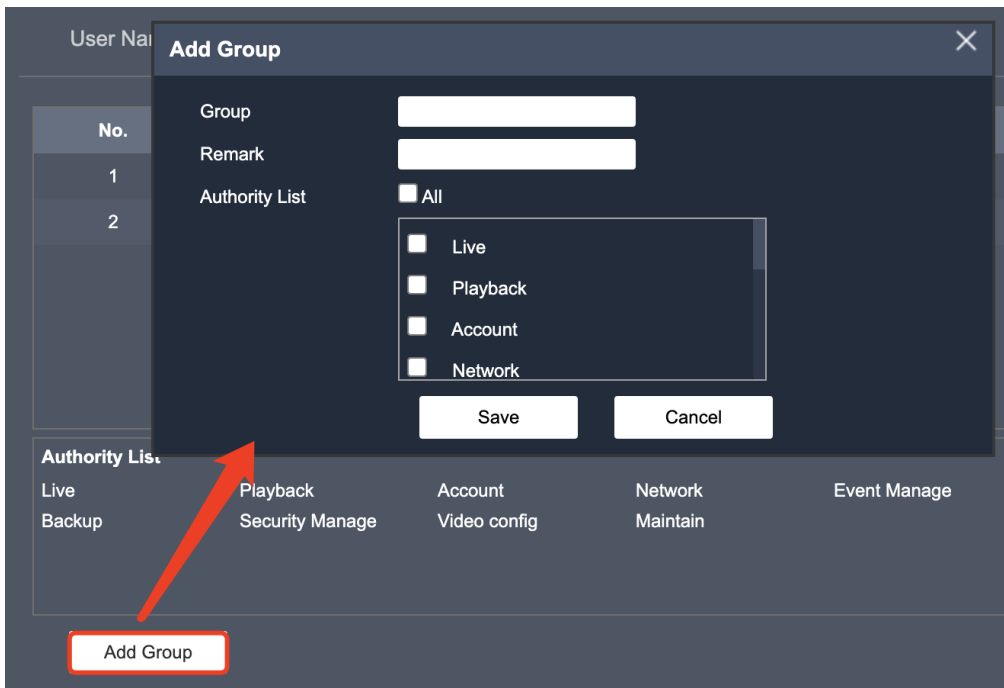 User Nar
Add Group
No.
Group
Remark
1
Authority List
All
2
Live
Playback
Account
Network
Save
Cancel
Authority List
Live Playback Account Network Event Manage
Backup Security Manage Video config Maintain
Add Group